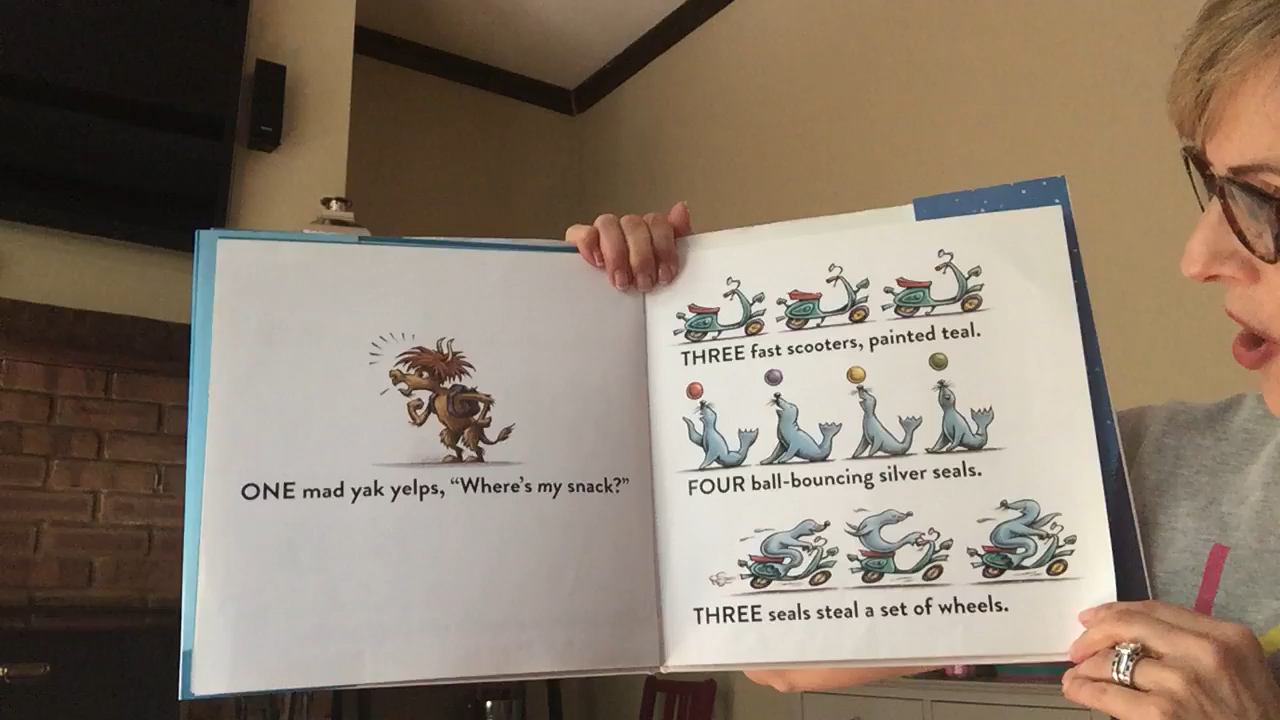 ONE mad yak yelps, “Where’s my snack?”
THREE fast scooters, painted teal.
FOUR ball-bouncing silver seals.
THREE seals steal a set of wheels.